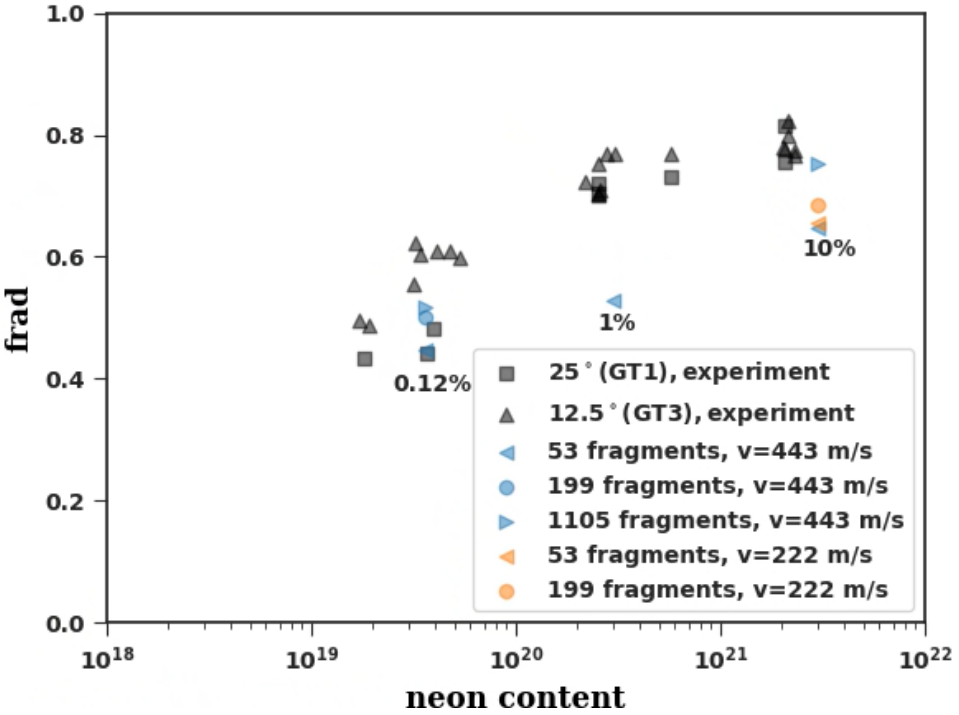 1.0
0.8
0.6
0.4
0.2
0.0
frad
10%
1%
0.12%
25°(GT1), experiment
12.5°(GT3), experiment
53 fragments, v=443 m/s
199 fragments, v=443 m/s
1105 fragments, v=443 m/s
53 fragments, v=222 m/s
199 fragments, v=222 m/s
10¹⁸ 10¹⁹ 10²⁰ 10²¹ 10²²
neon content